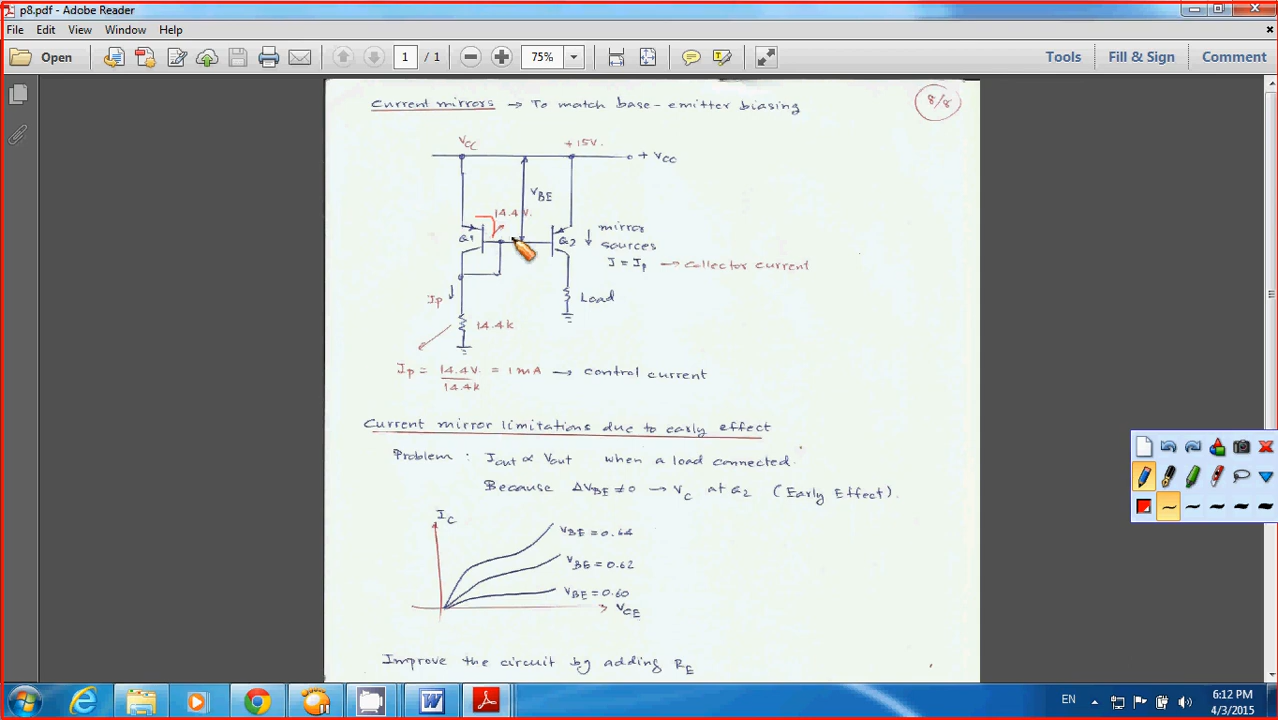 p8.pdf - Adobe Reader
File Edit View Window Help
Open
1 / 1
75%
Tools Fill & Sign Comment
Current mirrors → To match base-emitter biasing
8/8
VCC
+15V.
+ VCC
VBE
14.4V.
Q1
Q2
mirror
sources
I = Ip → collector current
Ip
Load
14.4k
Ip = 14.4V. = 1mA → control current
14.4k
Current mirror limitations due to early effect
Problem : Iout ∝ Vout when a load connected.
Because ΔVBE ≠ 0 → VC at Q2 (Early Effect).
IC
VBE = 0.64
VBE = 0.62
VBE = 0.60
VCE
Improve the circuit by adding RE
EN
6:12 PM
4/3/2015